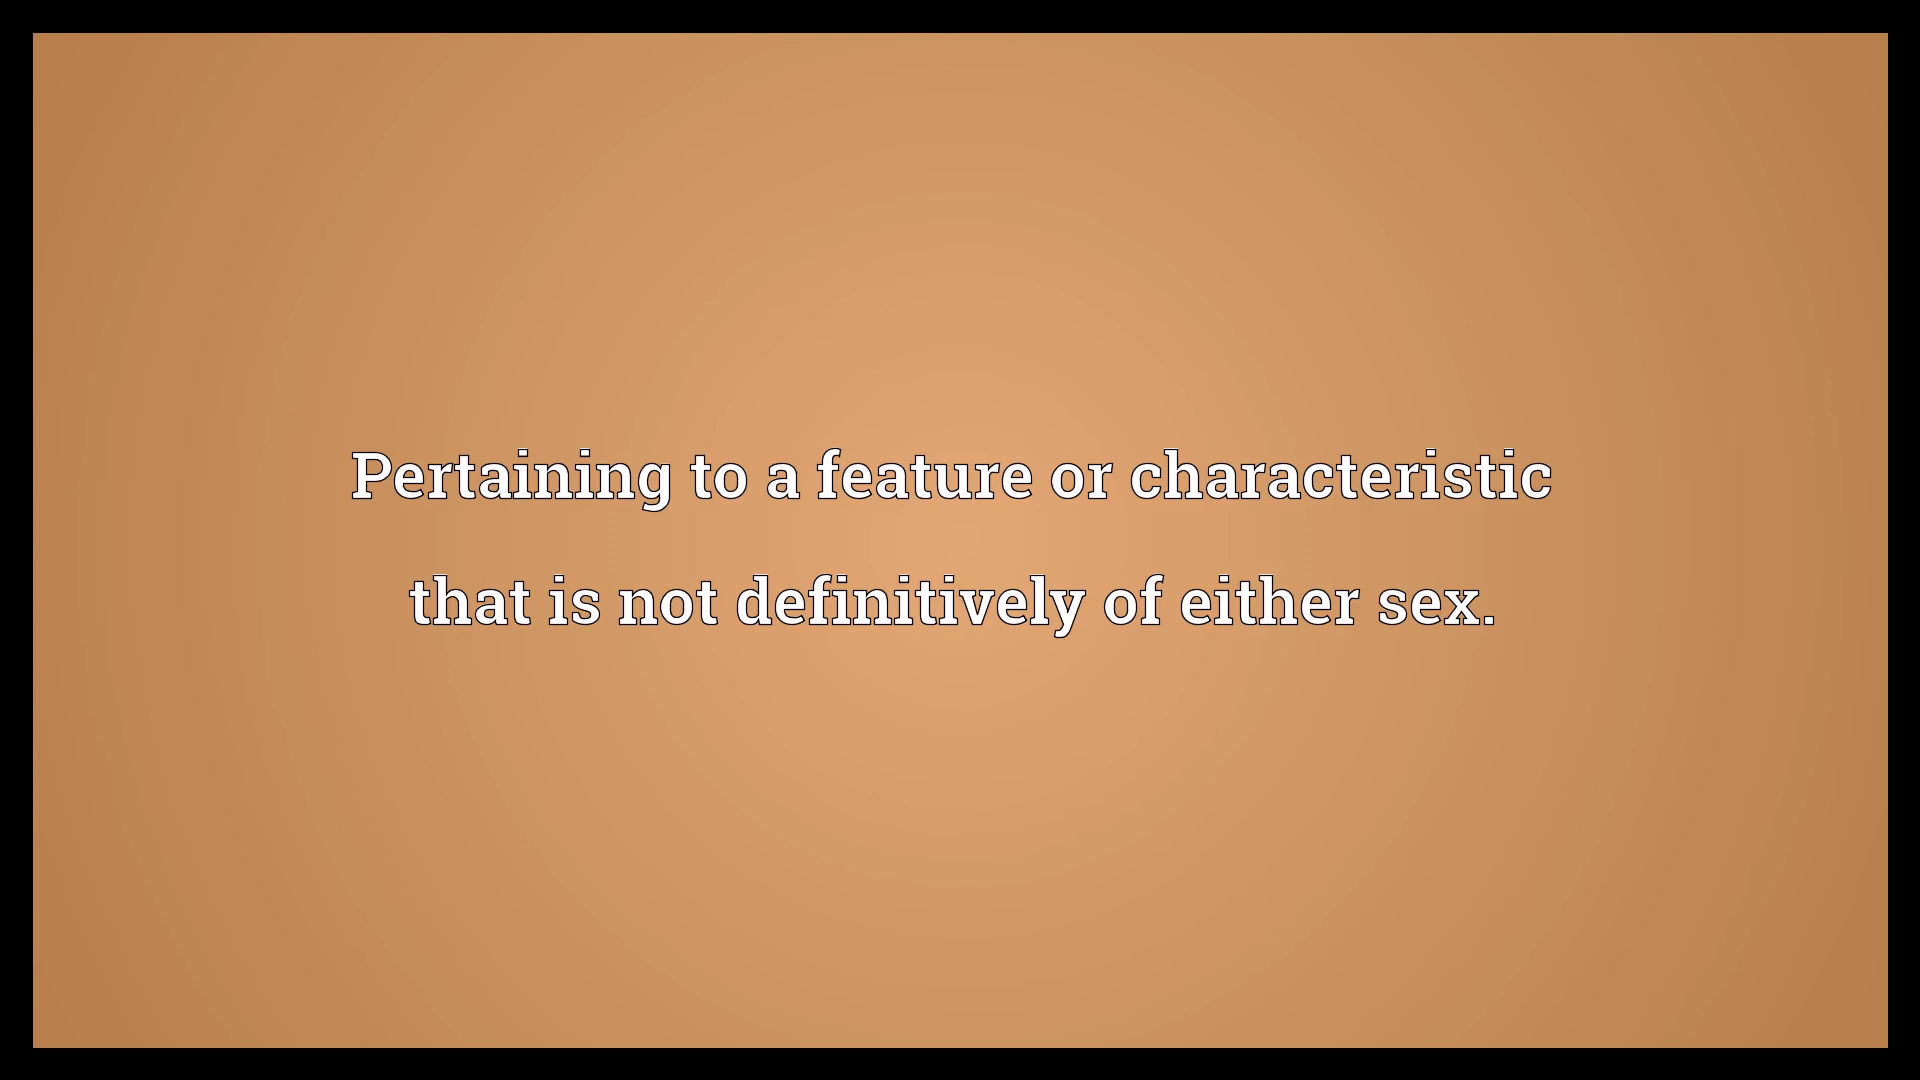 Pertaining to a feature or characteristic
that is not definitively of either sex.